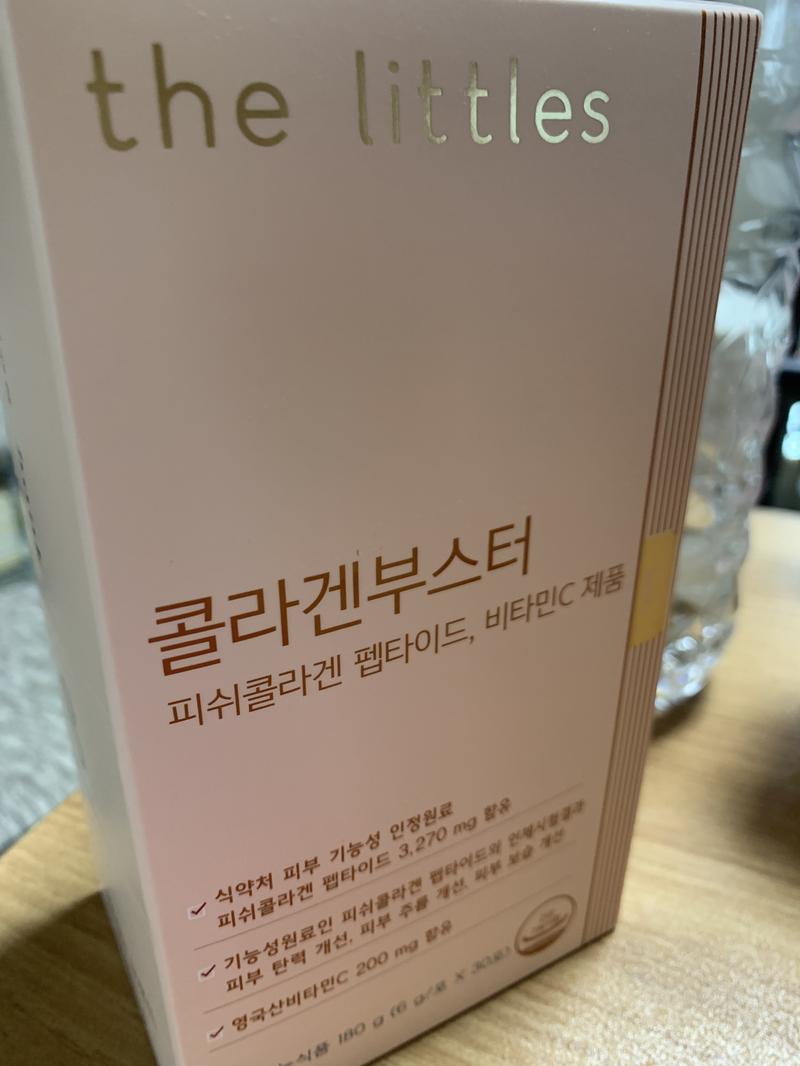 the littles
콜라겐부스터
피쉬콜라겐 펩타이드, 비타민C 제품
식약처 피부 기능성 인정원료
피쉬콜라겐 펩타이드 3,270 mg 함유
기능성원료인 피쉬콜라겐 펩타이드의 인체시험결과
피부 탄력 개선, 피부 주름 개선, 피부 보습 개선
영국산비타민C 200 mg 함유
능식품 180 g (6 g/포 X 30포)